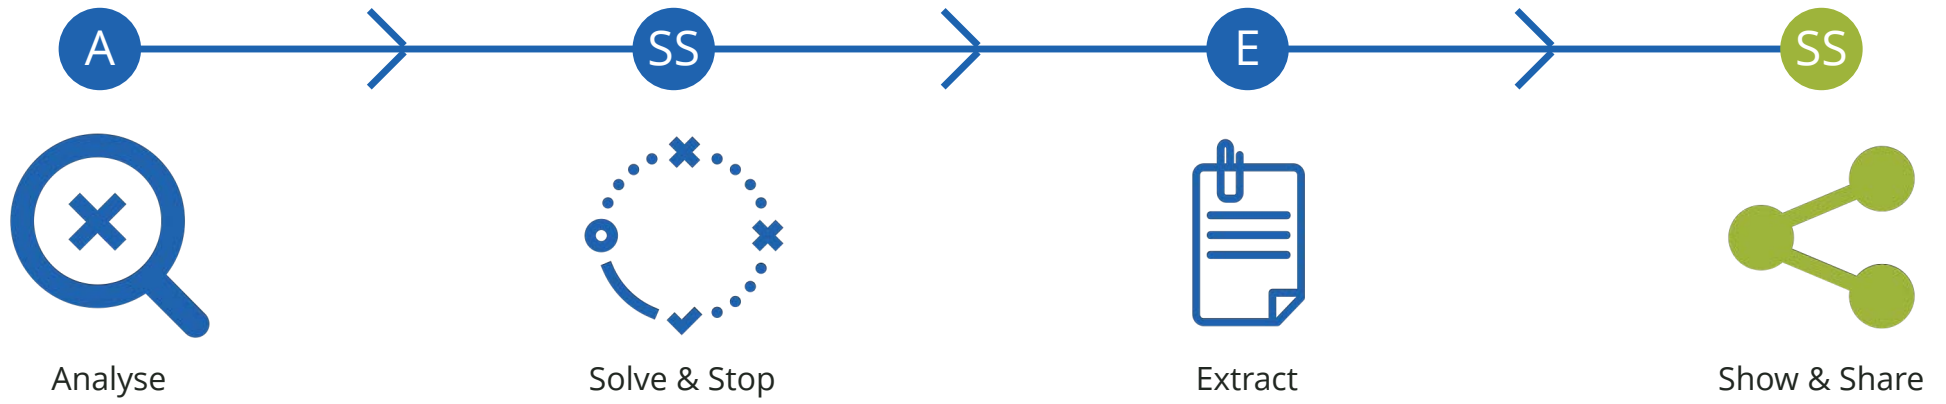 A
SS
E
SS
Analyse
Solve & Stop
Extract
Show & Share